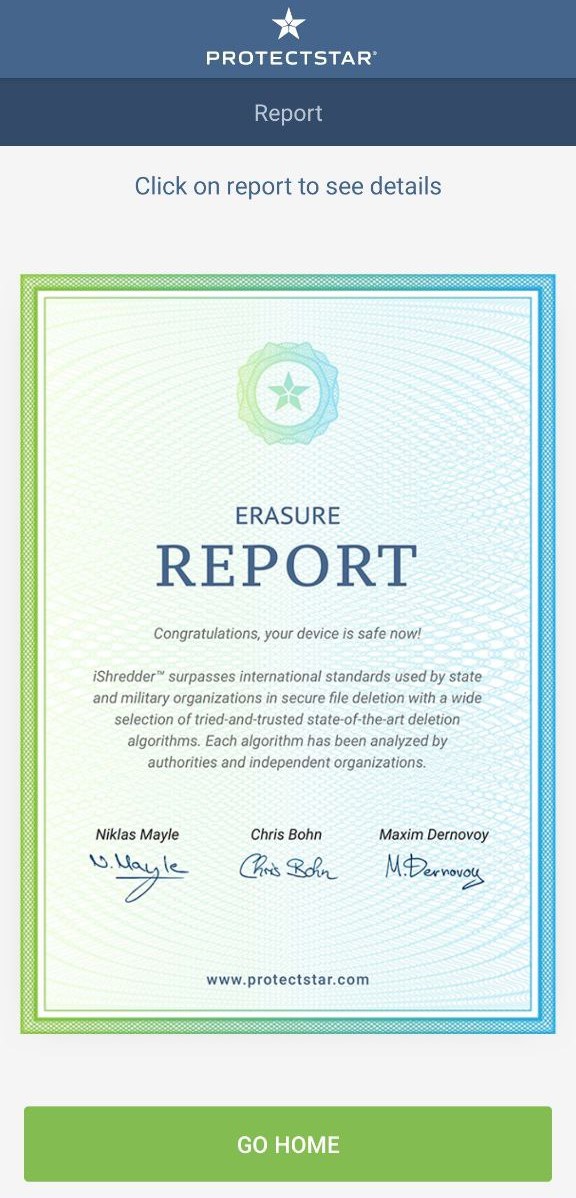 PROTECTSTAR®
Report
Click on report to see details
ERASURE
REPORT
Congratulations, your device is safe now!
iShredder™ surpasses international standards used by state
and military organizations in secure file deletion with a wide
selection of tried-and-trusted state-of-the-art deletion
algorithms. Each algorithm has been analyzed by
authorities and independent organizations.
Niklas Mayle Chris Bohn Maxim Dernovoy
N. Mayle Chris Bohn M. Dernovoy
www.protectstar.com
GO HOME